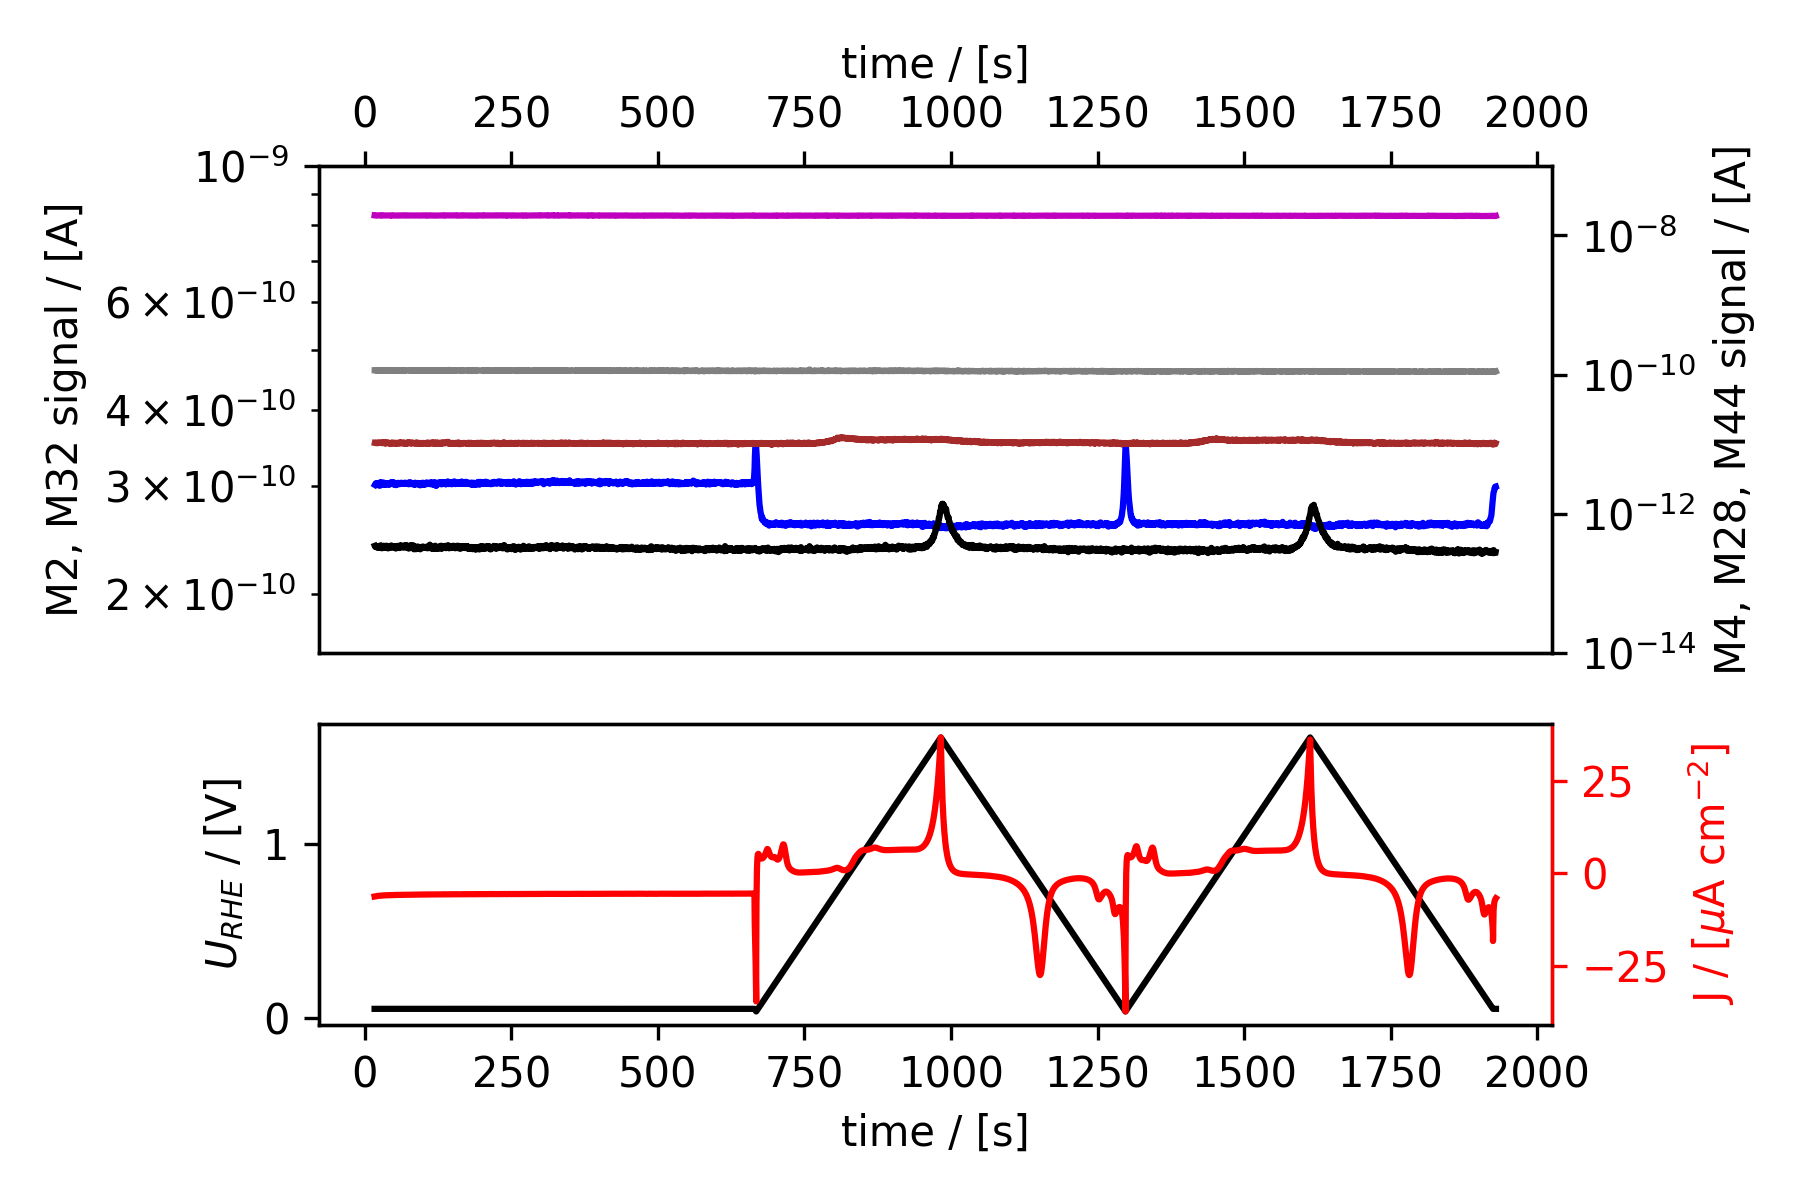 time / [s]
0 250 500 750 1000 1250 1500 1750 2000
10⁻⁹
6 × 10⁻¹⁰
4 × 10⁻¹⁰
3 × 10⁻¹⁰
2 × 10⁻¹⁰
M2, M32 signal / [A]
10⁻⁸
10⁻¹⁰
10⁻¹²
10⁻¹⁴
M4, M28, M44 signal / [A]
1
0
U_RHE / [V]
25
0
−25
J / [μA cm⁻²]
0 250 500 750 1000 1250 1500 1750 2000
time / [s]